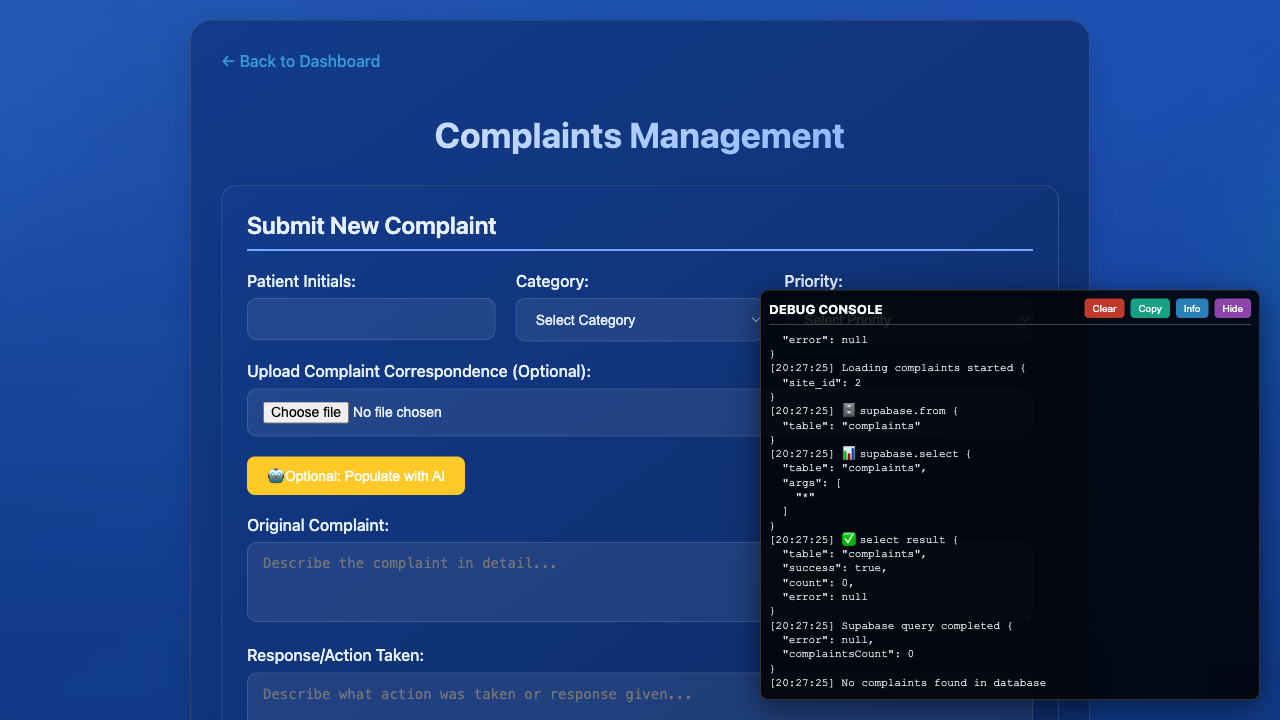 ← Back to Dashboard
Complaints Management
Submit New Complaint
Patient Initials:
Category:
Priority:
Select Category
Select Priority
Upload Complaint Correspondence (Optional):
Choose file No file chosen
🤖Optional: Populate with AI
Original Complaint:
Describe the complaint in detail...
Response/Action Taken:
Describe what action was taken or response given...
DEBUG CONSOLE
Clear
Copy
Info
Hide
"error": null
}
[20:27:25] Loading complaints started {
"site_id": 2
}
[20:27:25] 🗄️ supabase.from {
"table": "complaints"
}
[20:27:25] 📊 supabase.select {
"table": "complaints",
"args": [
"*"
]
}
[20:27:25] ✅ select result {
"table": "complaints",
"success": true,
"count": 0,
"error": null
}
[20:27:25] Supabase query completed {
"error": null,
"complaintsCount": 0
}
[20:27:25] No complaints found in database